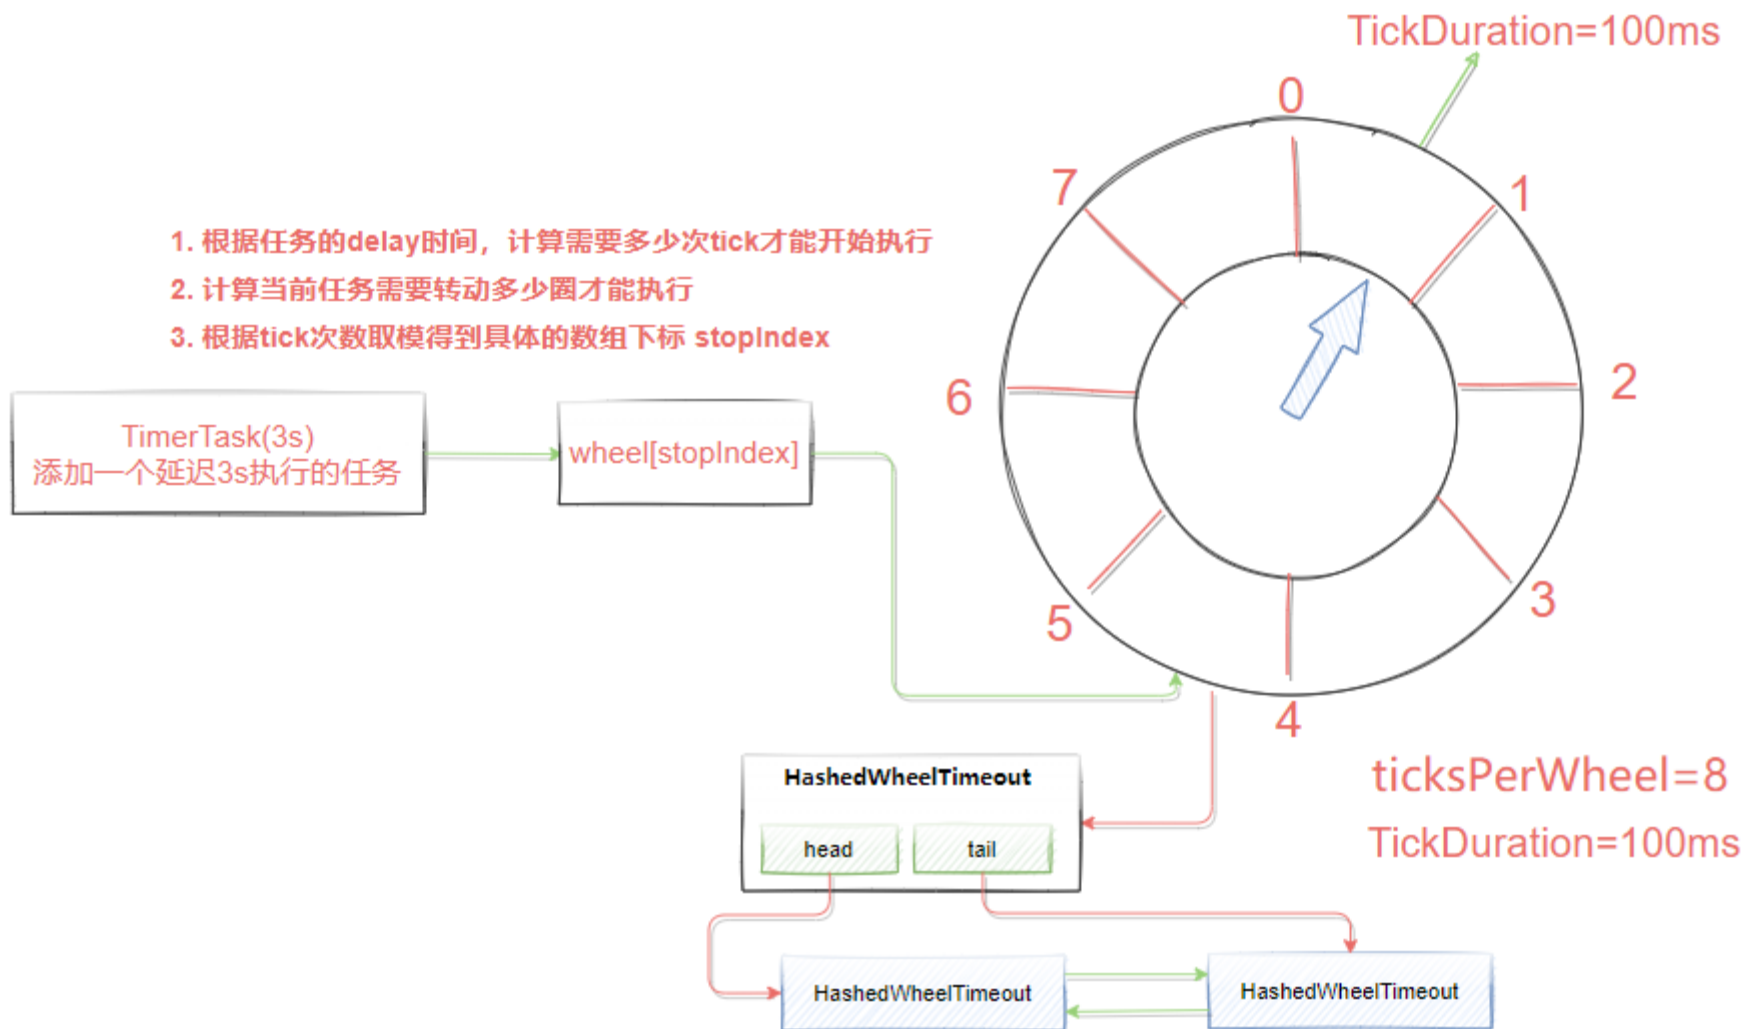 TickDuration=100ms
0
7
1
1. 根据任务的delay时间，计算需要多少次tick才能开始执行
2. 计算当前任务需要转动多少圈才能执行
3. 根据tick次数取模得到具体的数组下标 stopIndex
6
2
TimerTask(3s)
添加一个延迟3s执行的任务
wheel[stopIndex]
5
3
4
HashedWheelTimeout
head
tail
ticksPerWheel=8
TickDuration=100ms
HashedWheelTimeout
HashedWheelTimeout